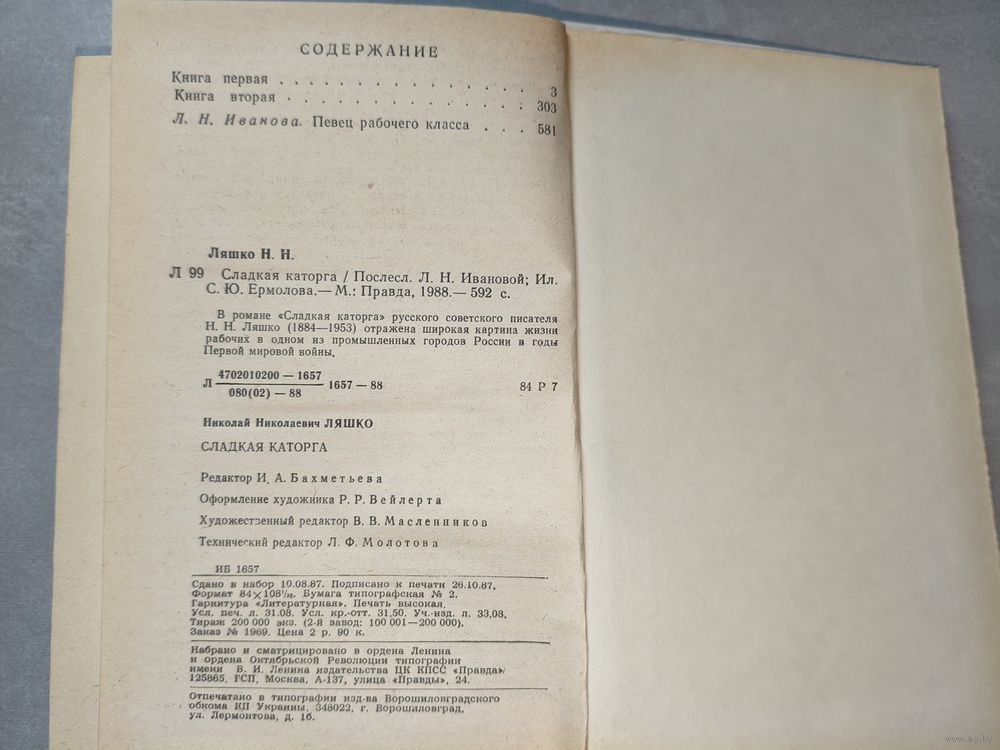 СОДЕРЖАНИЕ
Книга первая . . . . . . . . . . . . . . . 3
Книга вторая . . . . . . . . . . . . . . 303
Л. Н. Иванова. Певец рабочего класса . . . 581
Ляшко Н. Н.
Л 99 Сладкая каторга / Послесл. Л. Н. Ивановой; Ил.
С. Ю. Ермолова.— М.: Правда, 1988.— 592 с.
В романе «Сладкая каторга» русского советского писателя
Н. Н. Ляшко (1884—1953) отражена широкая картина жизни
рабочих в одном из промышленных городов России в годы
Первой мировой войны.
4702010200 — 1657
Л 1657 — 88 84 Р 7
080(02) — 88
Николай Николаевич ЛЯШКО
СЛАДКАЯ КАТОРГА
Редактор И. А. Бахметьева
Оформление художника Р. Р. Вейлерта
Художественный редактор В. В. Масленников
Технический редактор Л. Ф. Молотова
ИБ 1657
Сдано в набор 10.08.87. Подписано к печати 26.10.87.
Формат 84×108¹/₃₂. Бумага типографская № 2.
Гарнитура «Литературная». Печать высокая.
Усл. печ. л. 31.08. Усл. кр.-отт. 31,50. Уч.-изд. л. 33,08.
Тираж 200 000 экз. (2-й завод: 100 001—200 000).
Заказ № 1969. Цена 2 р. 90 к.
Набрано и сматрицировано в ордена Ленина
и ордена Октябрьской Революции типографии
имени В. И. Ленина издательства ЦК КПСС «Правда»
125865, ГСП, Москва, А-137, улица «Правды», 24.
Отпечатано в типографии изд-ва Ворошиловградского
обкома КП Украины. 348022, г. Ворошиловград,
ул. Лермонтова, д. 1б.
www.ay.by